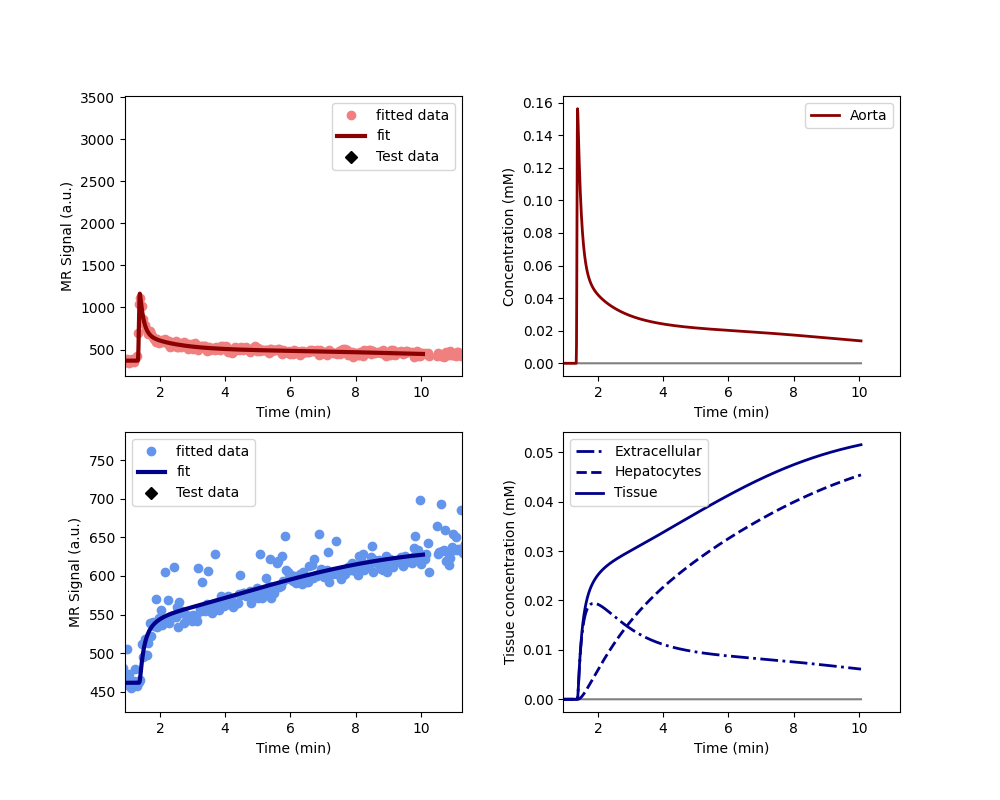 3500
3000
2500
2000
1500
1000
500
MR Signal (a.u.)
fitted data
fit
Test data
2 4 6 8 10
Time (min)
0.16
0.14
0.12
0.10
0.08
0.06
0.04
0.02
0.00
Concentration (mM)
Aorta
2 4 6 8 10
Time (min)
750
700
650
600
550
500
450
MR Signal (a.u.)
fitted data
fit
Test data
2 4 6 8 10
Time (min)
0.05
0.04
0.03
0.02
0.01
0.00
Tissue concentration (mM)
Extracellular
Hepatocytes
Tissue
2 4 6 8 10
Time (min)